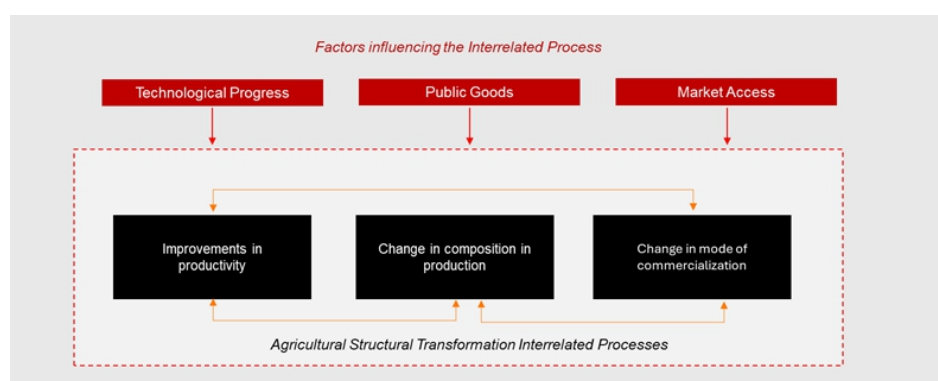 Factors influencing the Interrelated Process
Technological Progress
Public Goods
Market Access
Improvements in
productivity
Change in composition in
production
Change in mode of
commercialization
Agricultural Structural Transformation Interrelated Processes